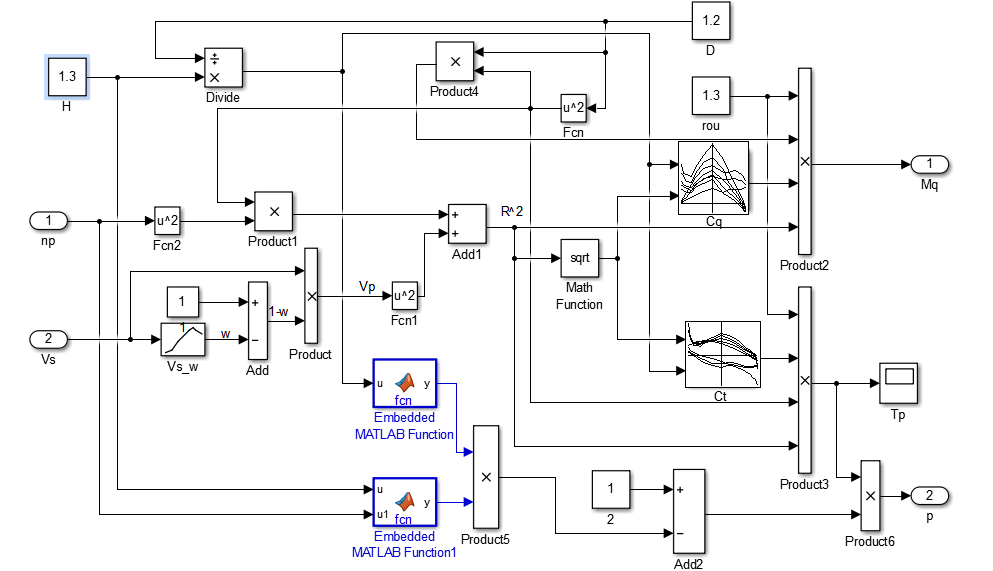 1.2
D
1.3
H
÷
×
Divide
×
Product4
u^2
Fcn
1.3
rou
Cq
×
Product2
1
Mq
1
np
u^2
Fcn2
×
Product1
+
+
Add1
R^2
sqrt
Math
Function
2
Vs
1
1
Vs_w
w
+
−
Add
1-w
×
Product
Vp
u^2
Fcn1
Ct
×
Product3
Tp
u
y
fcn
Embedded
MATLAB Function
u
u1
y
fcn
Embedded
MATLAB Function1
×
Product5
1
2
+
−
Add2
×
Product6
2
p